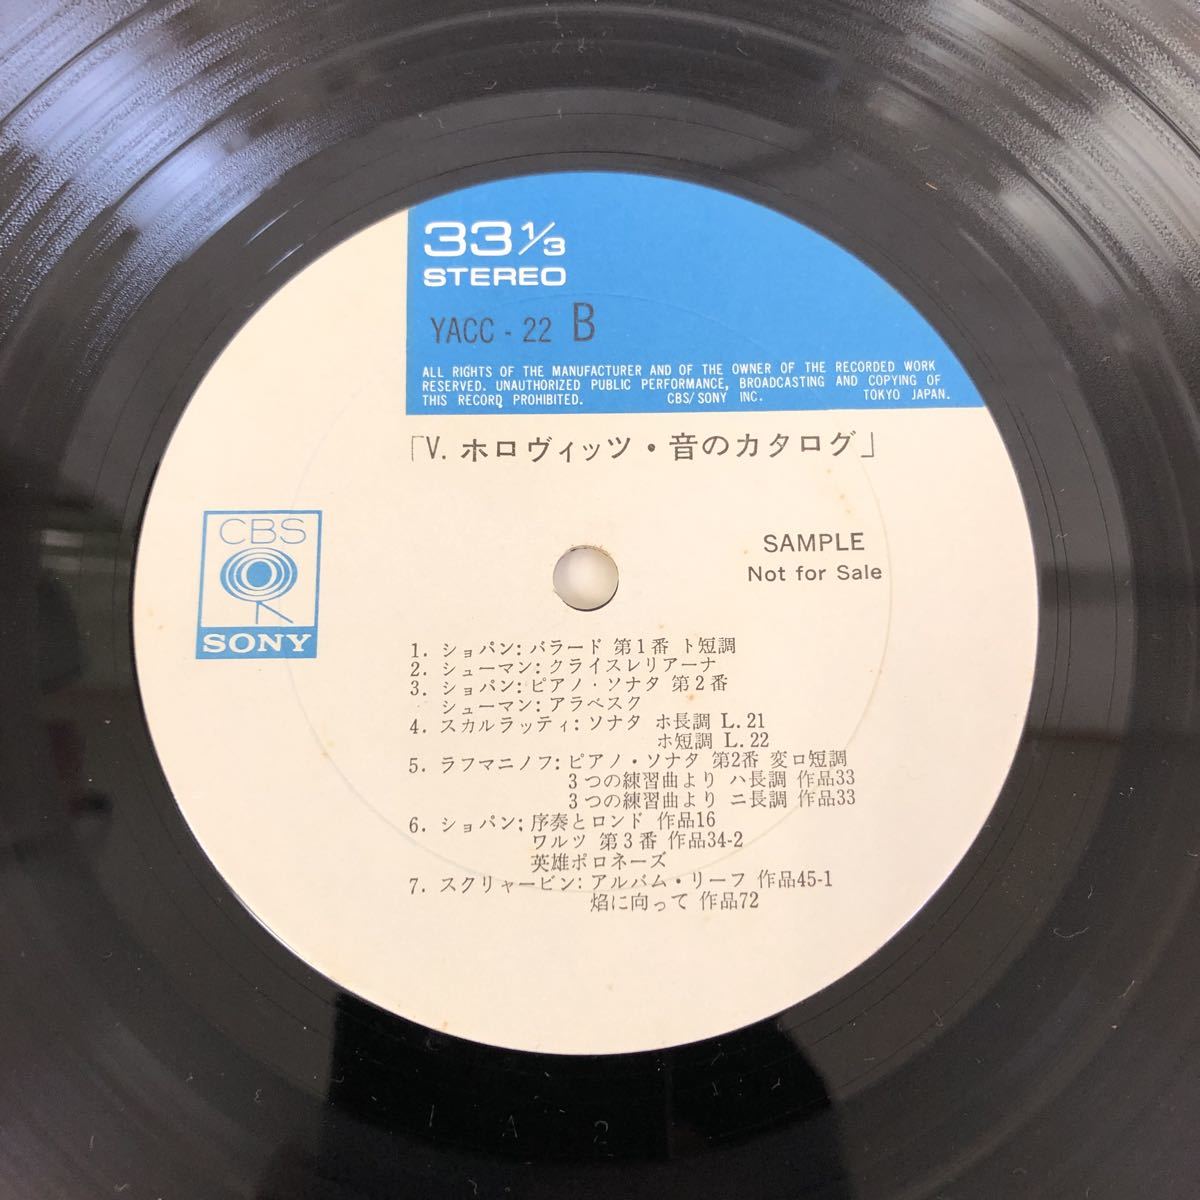 33 1/3
STEREO
YACC - 22 B
ALL RIGHTS OF THE MANUFACTURER AND OF THE OWNER OF THE RECORDED WORK
RESERVED. UNAUTHORIZED PUBLIC PERFORMANCE, BROADCASTING AND COPYING OF
THIS RECORD PROHIBITED. CBS/SONY INC. TOKYO JAPAN.
「V. ホロヴィッツ・音のカタログ」
CBS
SONY
SAMPLE
Not for Sale
1. ショパン: バラード 第1番 ト短調
2. シューマン: クライスレリアーナ
3. ショパン: ピアノ・ソナタ 第2番
シューマン: アラベスク
4. スカルラッティ: ソナタ ホ長調 L.21
ホ短調 L.22
5. ラフマニノフ: ピアノ・ソナタ 第2番 変ロ短調
3つの練習曲より ハ長調 作品33
3つの練習曲より ニ長調 作品33
6. ショパン: 序奏とロンド 作品16
ワルツ 第3番 作品34-2
英雄ポロネーズ
7. スクリャービン: アルバム・リーフ 作品45-1
焔に向って 作品72
1 A 2